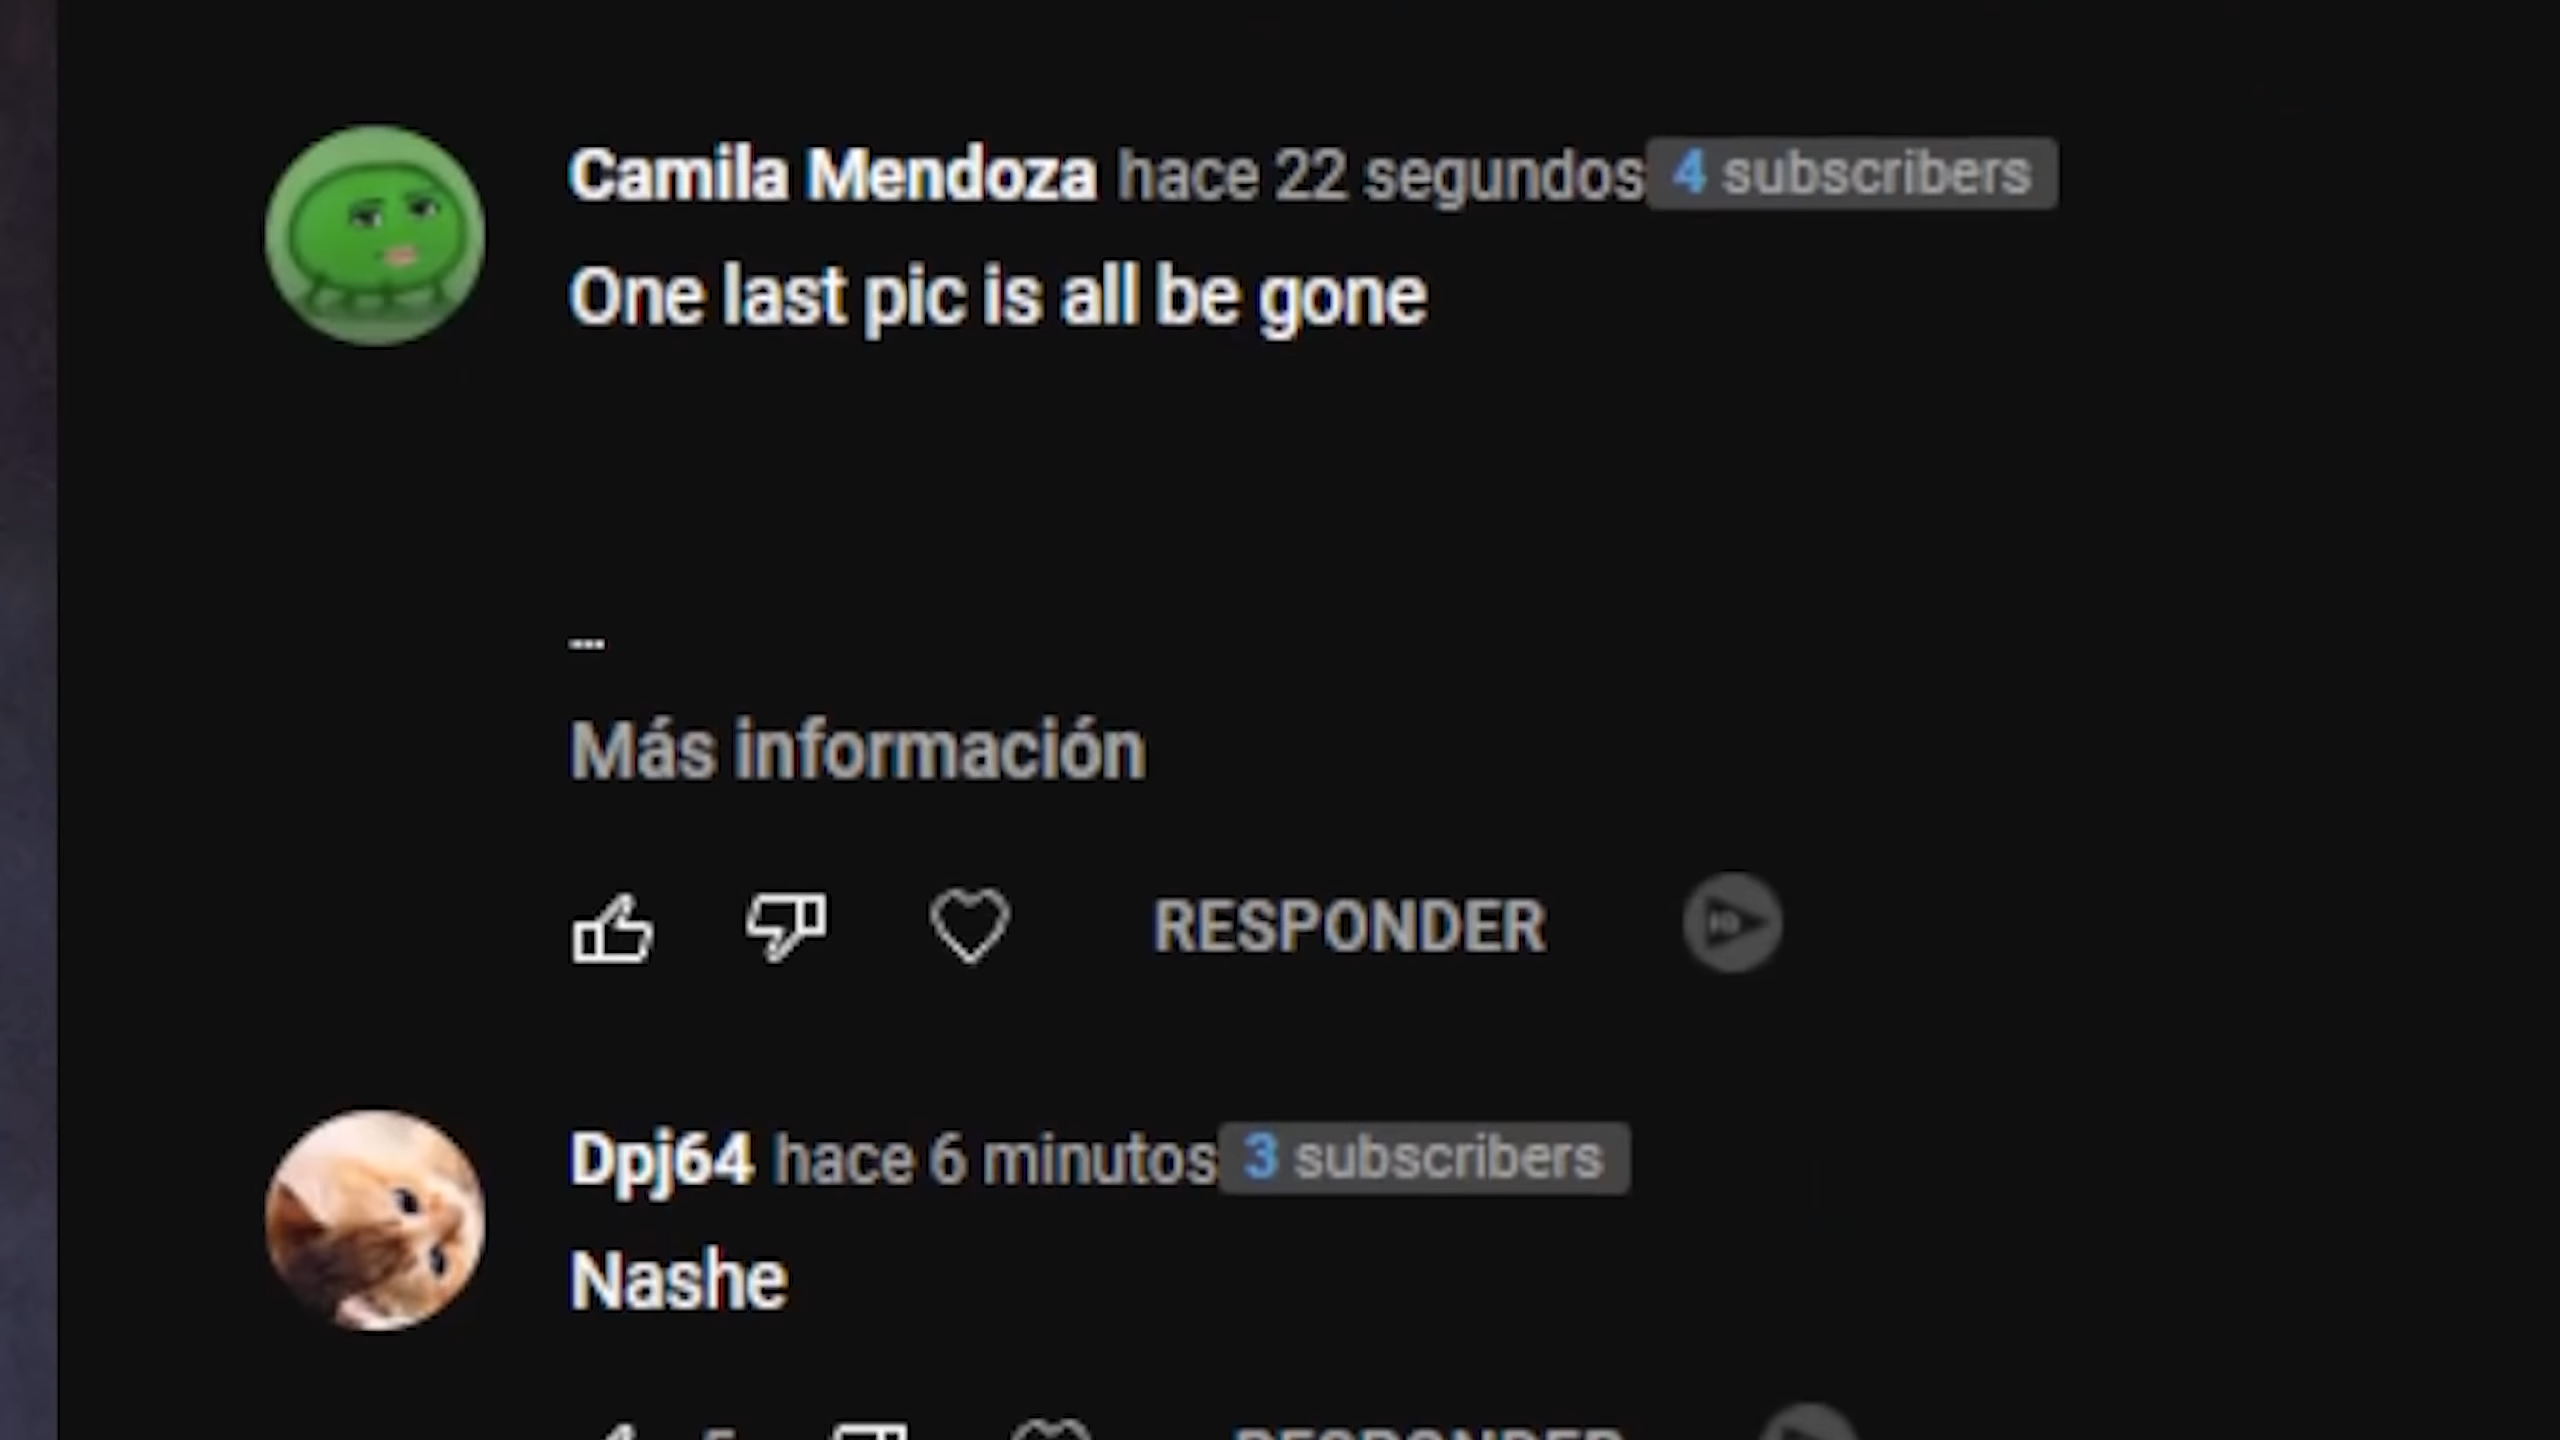 Camila Mendoza hace 22 segundos 4 subscribers
One last pic is all be gone
...
Más información
RESPONDER
Dpj64 hace 6 minutos 3 subscribers
Nashe
RESPONDER